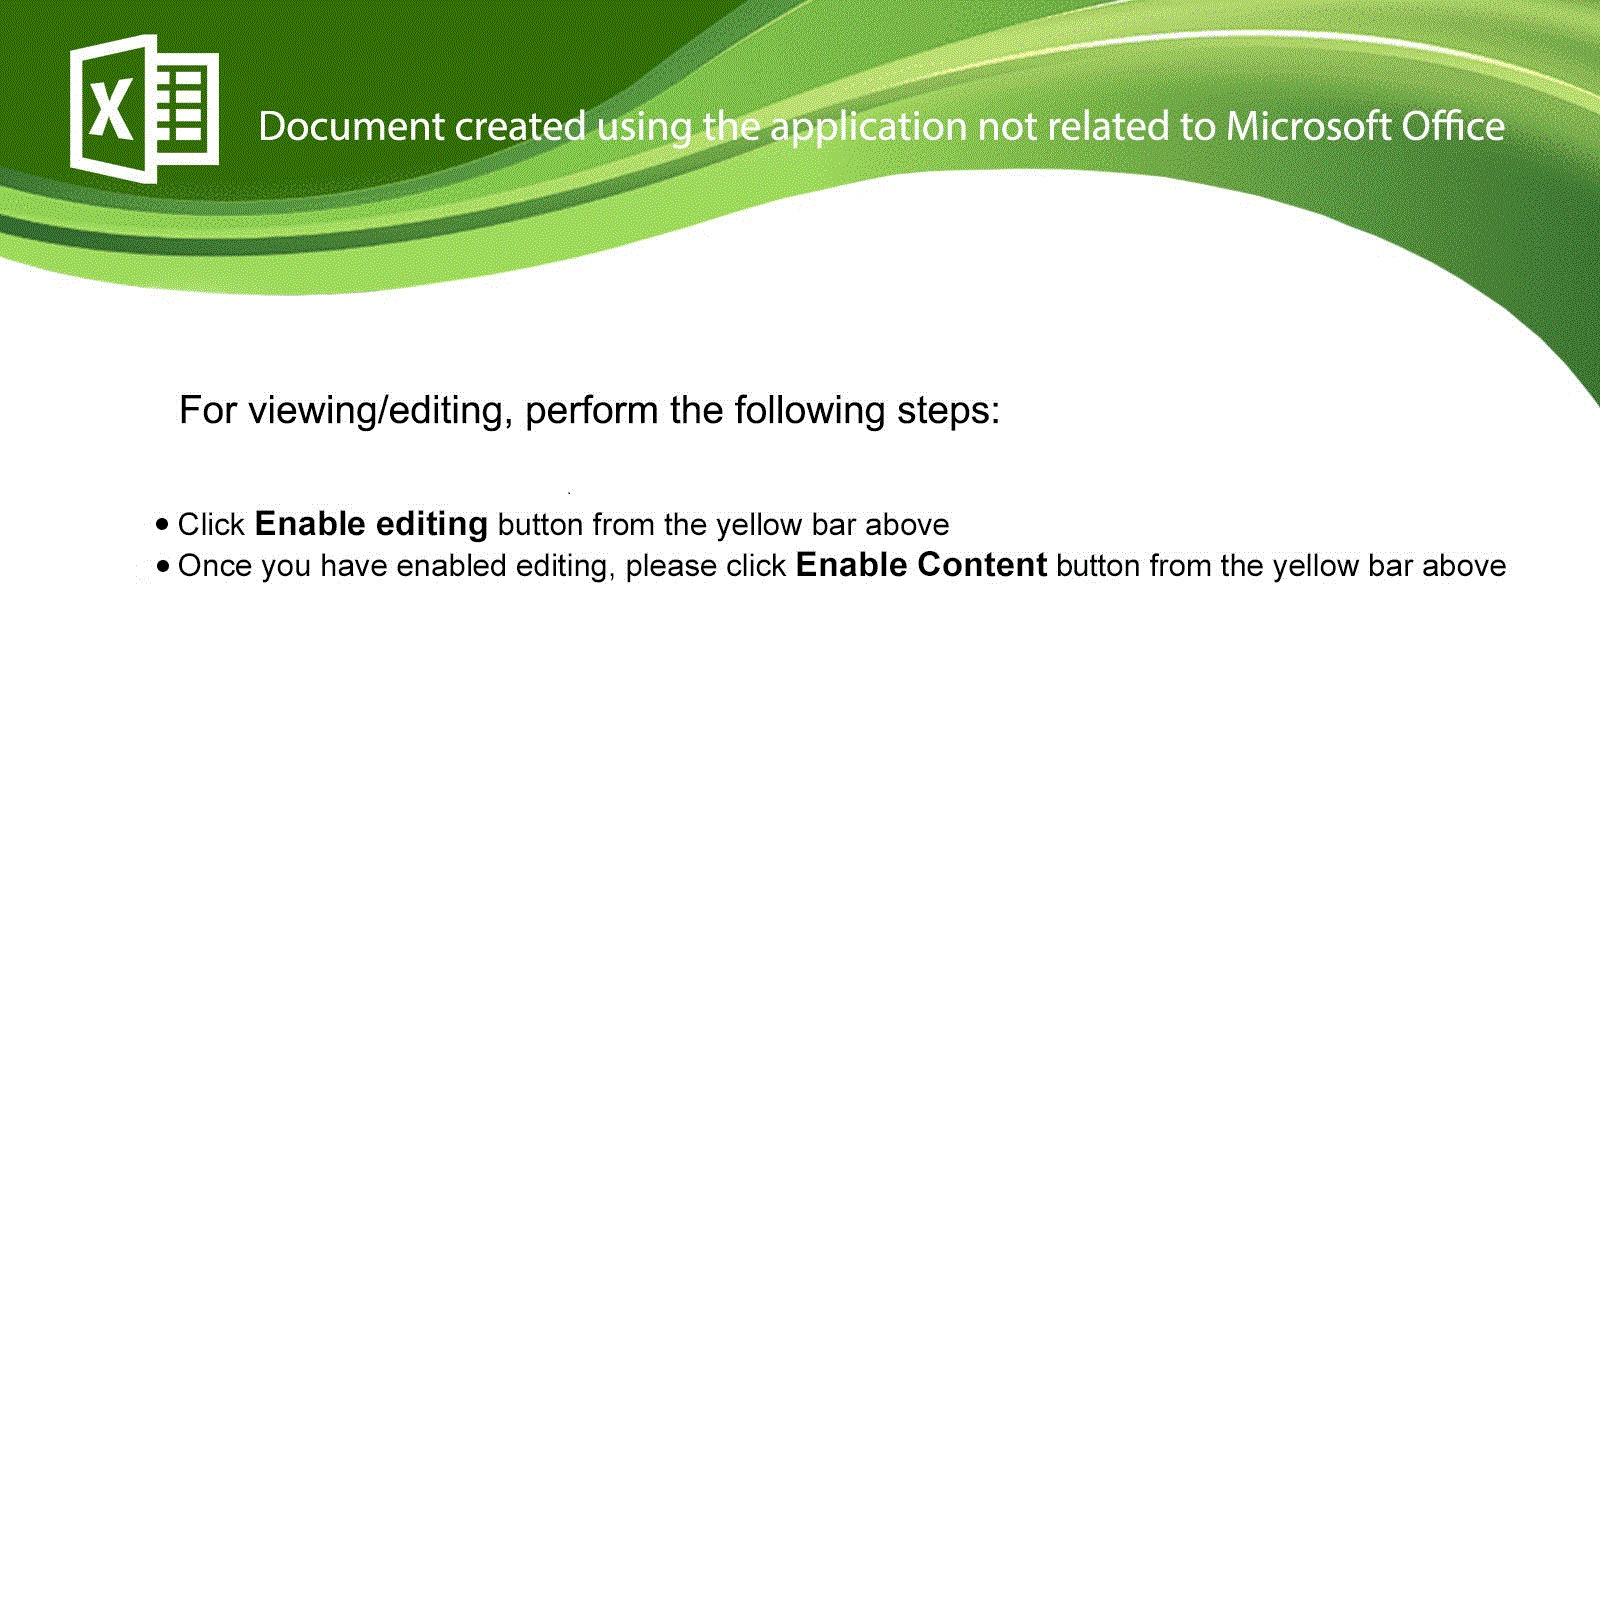 Document created using the application not related to Microsoft Office
For viewing/editing, perform the following steps:
• Click Enable editing button from the yellow bar above
• Once you have enabled editing, please click Enable Content button from the yellow bar above